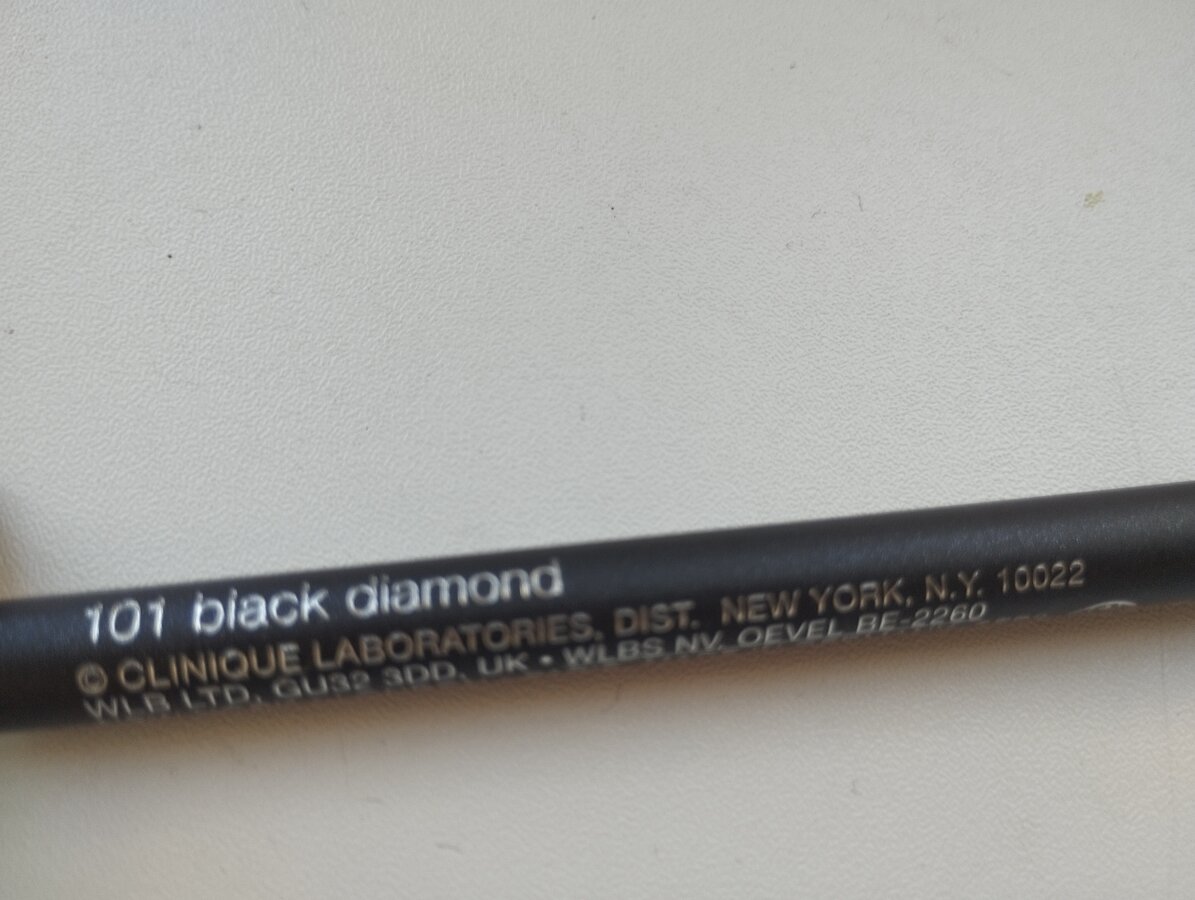 101 black diamond
© CLINIQUE LABORATORIES, DIST. NEW YORK, N.Y. 10022
WLB LTD, GU32 3DD, UK • WLBS NV, OEVEL BE-2260